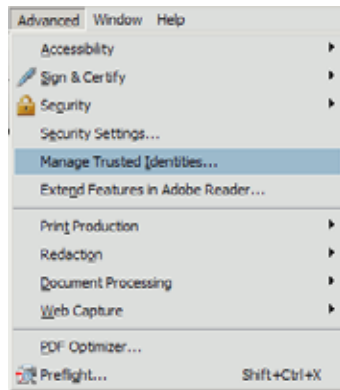 Advanced Window Help
Accessibility
Sign & Certify
Security
Security Settings...
Manage Trusted Identities...
Extend Features in Adobe Reader...
Print Production
Redaction
Document Processing
Web Capture
PDF Optimizer...
Preflight... Shift+Ctrl+X